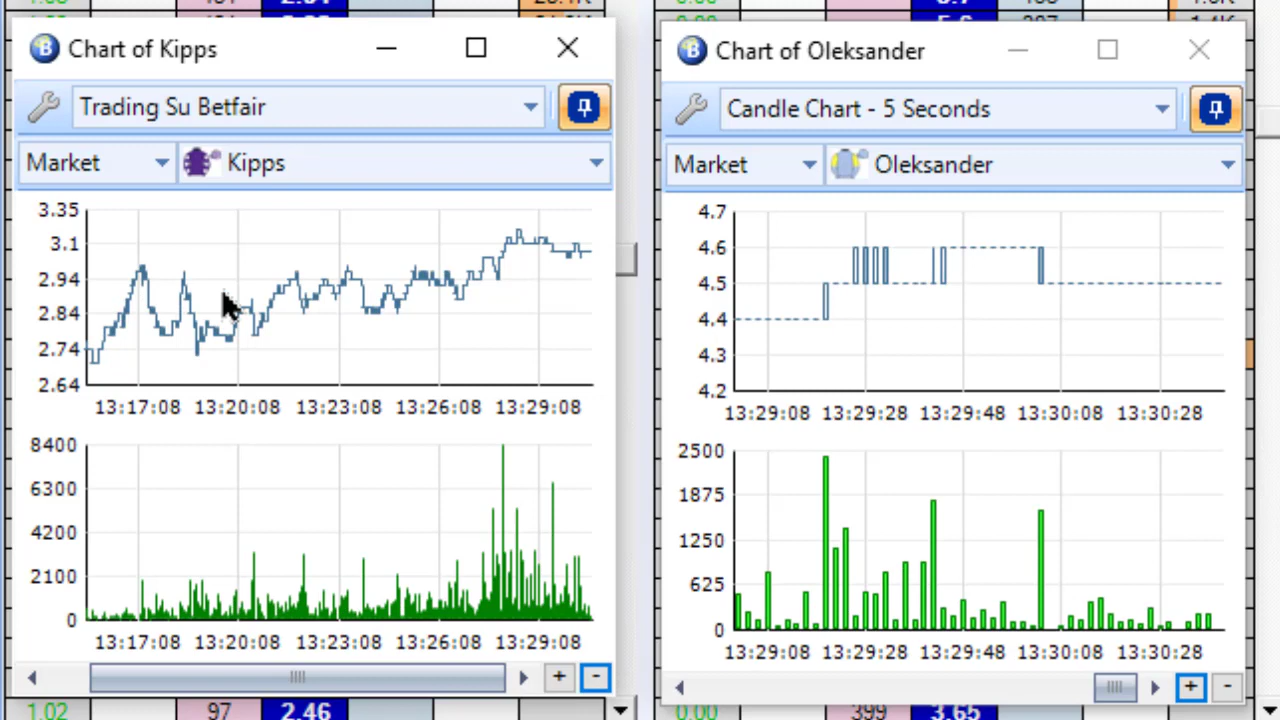 Chart of Kipps
Trading Su Betfair
Market Kipps
3.35
3.1
2.94
2.84
2.74
2.64
13:17:08 13:20:08 13:23:08 13:26:08 13:29:08
8400
6300
4200
2100
0
13:17:08 13:20:08 13:23:08 13:26:08 13:29:08
+ -
1.02 97 2.46
Chart of Oleksander
Candle Chart - 5 Seconds
Market Oleksander
4.7
4.6
4.5
4.4
4.3
4.2
13:29:08 13:29:28 13:29:48 13:30:08 13:30:28
2500
1875
1250
625
0
13:29:08 13:29:28 13:29:48 13:30:08 13:30:28
+ -
0.00 399 3.65